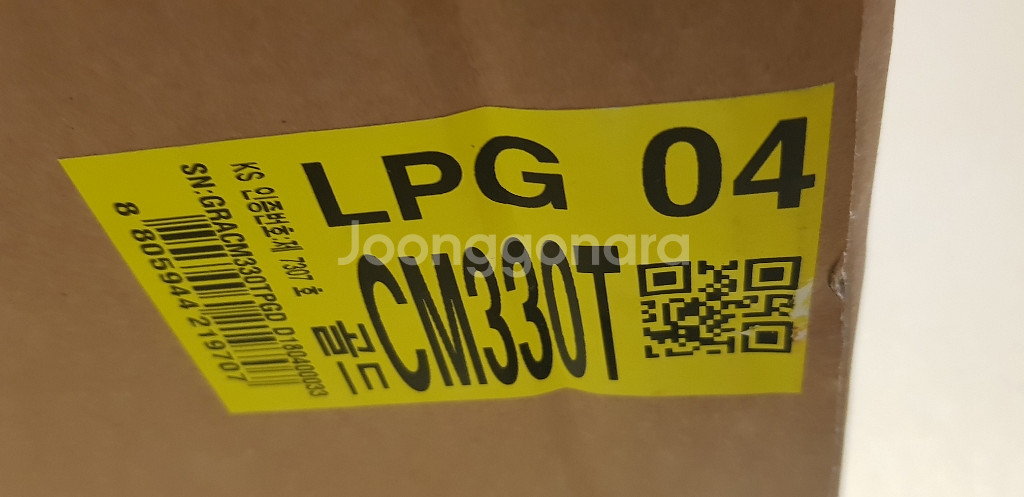 LPG 04
CM330T
골드
KS 인증번호:제 7307 호
SN:GRACM330TPGD D180400033
8 805944 219707
Joonggonara